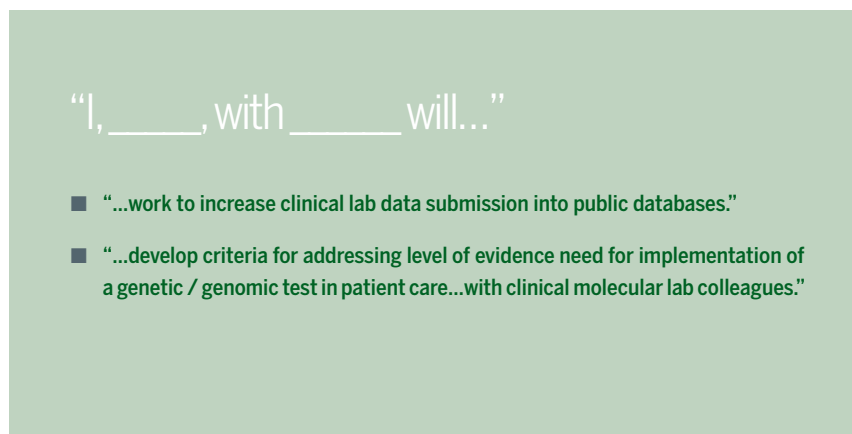 “I, _____, with ______ will...”
■ “...work to increase clinical lab data submission into public databases.”
■ “...develop criteria for addressing level of evidence need for implementation of
a genetic / genomic test in patient care...with clinical molecular lab colleagues.”